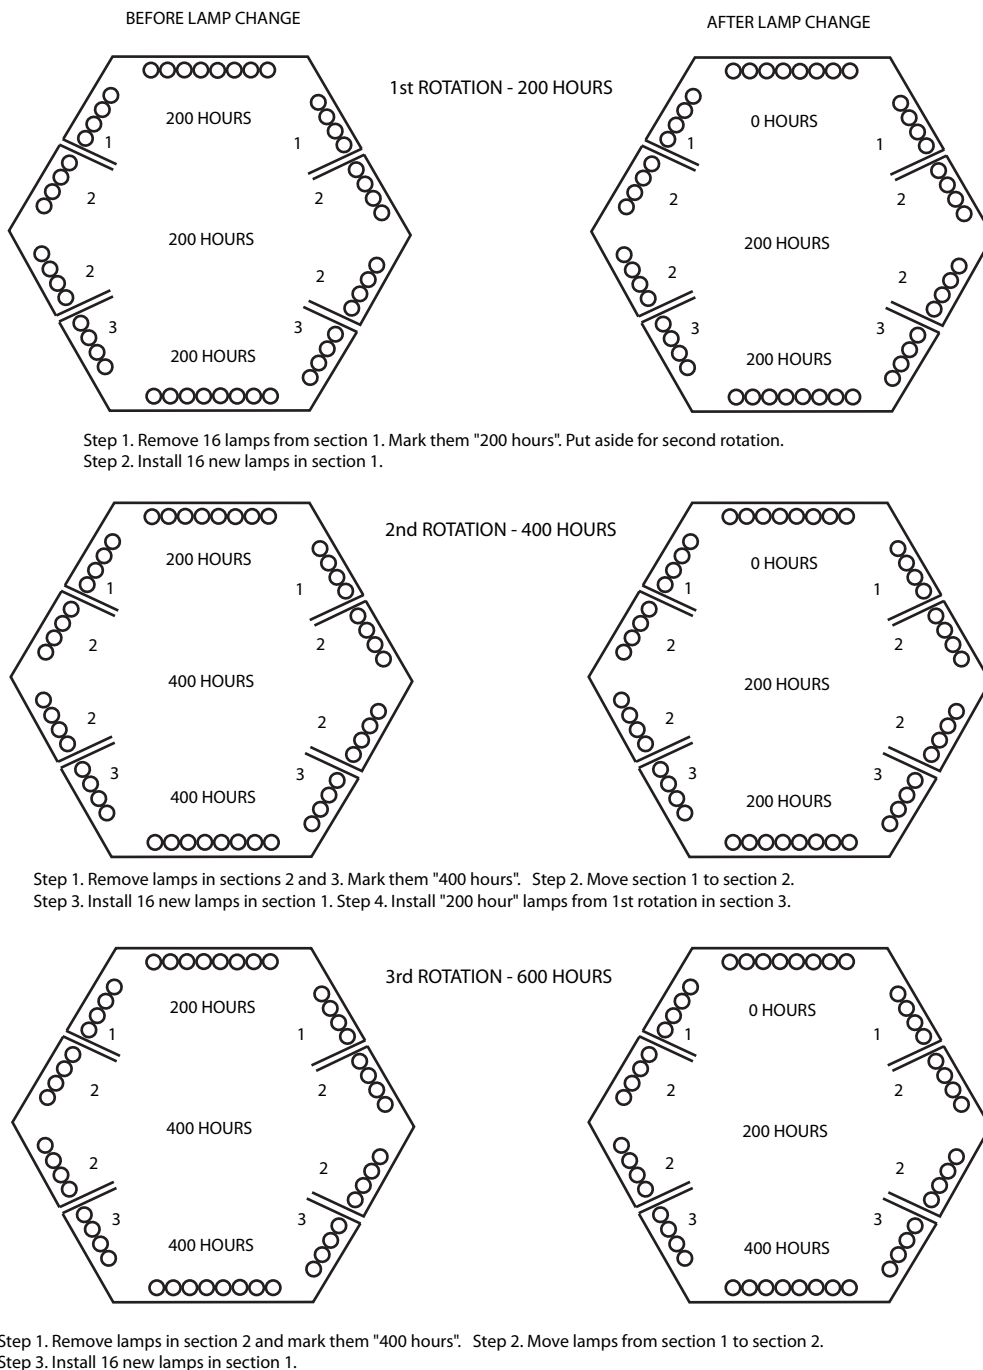 BEFORE LAMP CHANGE
AFTER LAMP CHANGE
1st ROTATION - 200 HOURS
200 HOURS
1
1
2
2
200 HOURS
2
2
3
3
200 HOURS
0 HOURS
1
1
2
2
200 HOURS
2
2
3
3
200 HOURS
Step 1. Remove 16 lamps from section 1. Mark them "200 hours". Put aside for second rotation.
Step 2. Install 16 new lamps in section 1.
2nd ROTATION - 400 HOURS
200 HOURS
1
1
2
2
400 HOURS
2
2
3
3
400 HOURS
0 HOURS
1
1
2
2
200 HOURS
2
2
3
3
200 HOURS
Step 1. Remove lamps in sections 2 and 3. Mark them "400 hours".   Step 2. Move section 1 to section 2.
Step 3. Install 16 new lamps in section 1. Step 4. Install "200 hour" lamps from 1st rotation in section 3.
3rd ROTATION - 600 HOURS
200 HOURS
1
1
2
2
400 HOURS
2
2
3
3
400 HOURS
0 HOURS
1
1
2
2
200 HOURS
2
2
3
3
400 HOURS
Step 1. Remove lamps in section 2 and mark them "400 hours".   Step 2. Move lamps from section 1 to section 2.
Step 3. Install 16 new lamps in section 1.